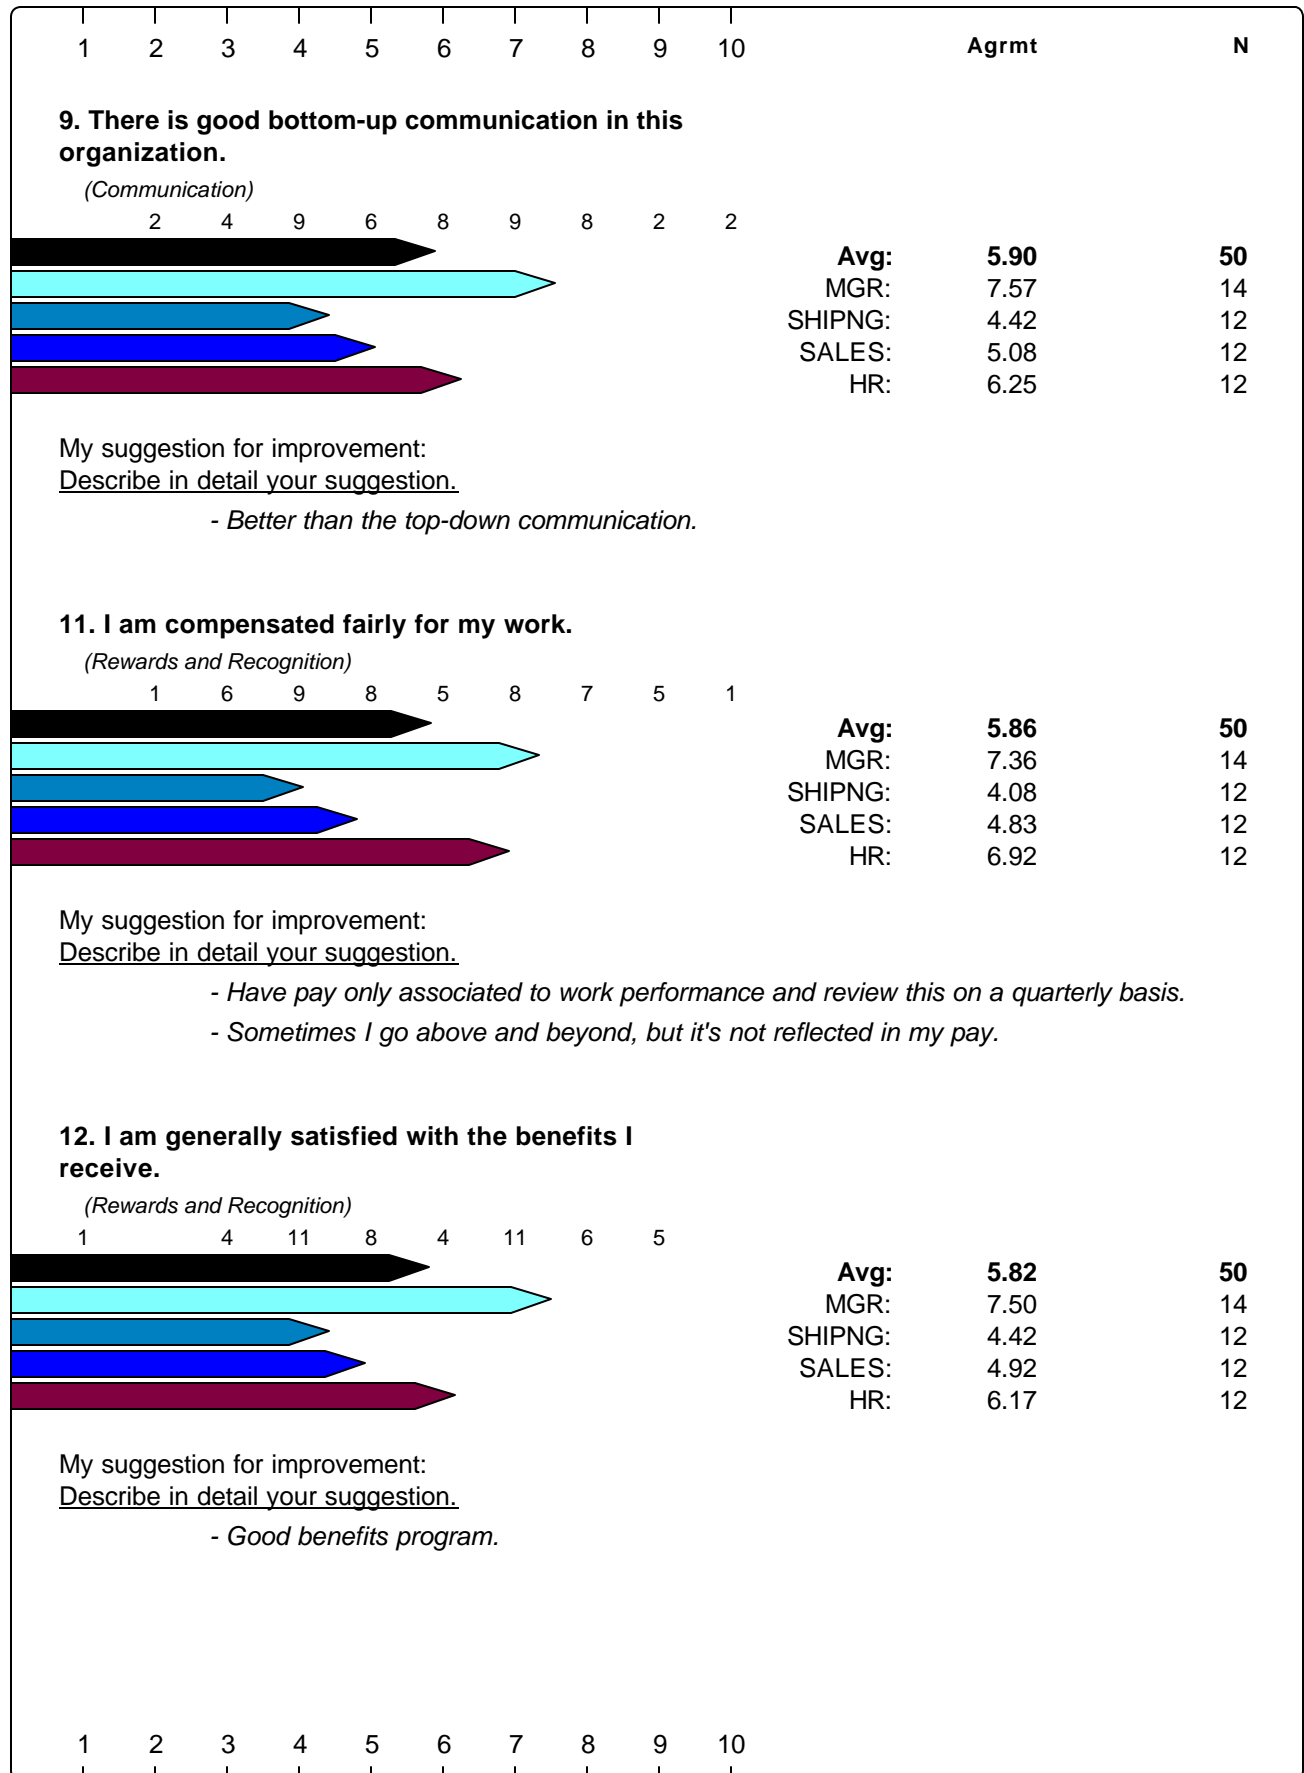 1 2 3 4 5 6 7 8 9 10 Agrmt N
9. There is good bottom-up communication in this
organization.
(Communication)
2 4 9 6 8 9 8 2 2
Avg: 5.90 50
MGR: 7.57 14
SHIPNG: 4.42 12
SALES: 5.08 12
HR: 6.25 12
My suggestion for improvement:
Describe in detail your suggestion.
- Better than the top-down communication.
11. I am compensated fairly for my work.
(Rewards and Recognition)
1 6 9 8 5 8 7 5 1
Avg: 5.86 50
MGR: 7.36 14
SHIPNG: 4.08 12
SALES: 4.83 12
HR: 6.92 12
My suggestion for improvement:
Describe in detail your suggestion.
- Have pay only associated to work performance and review this on a quarterly basis.
- Sometimes I go above and beyond, but it's not reflected in my pay.
12. I am generally satisfied with the benefits I
receive.
(Rewards and Recognition)
1 4 11 8 4 11 6 5
Avg: 5.82 50
MGR: 7.50 14
SHIPNG: 4.42 12
SALES: 4.92 12
HR: 6.17 12
My suggestion for improvement:
Describe in detail your suggestion.
- Good benefits program.
1 2 3 4 5 6 7 8 9 10